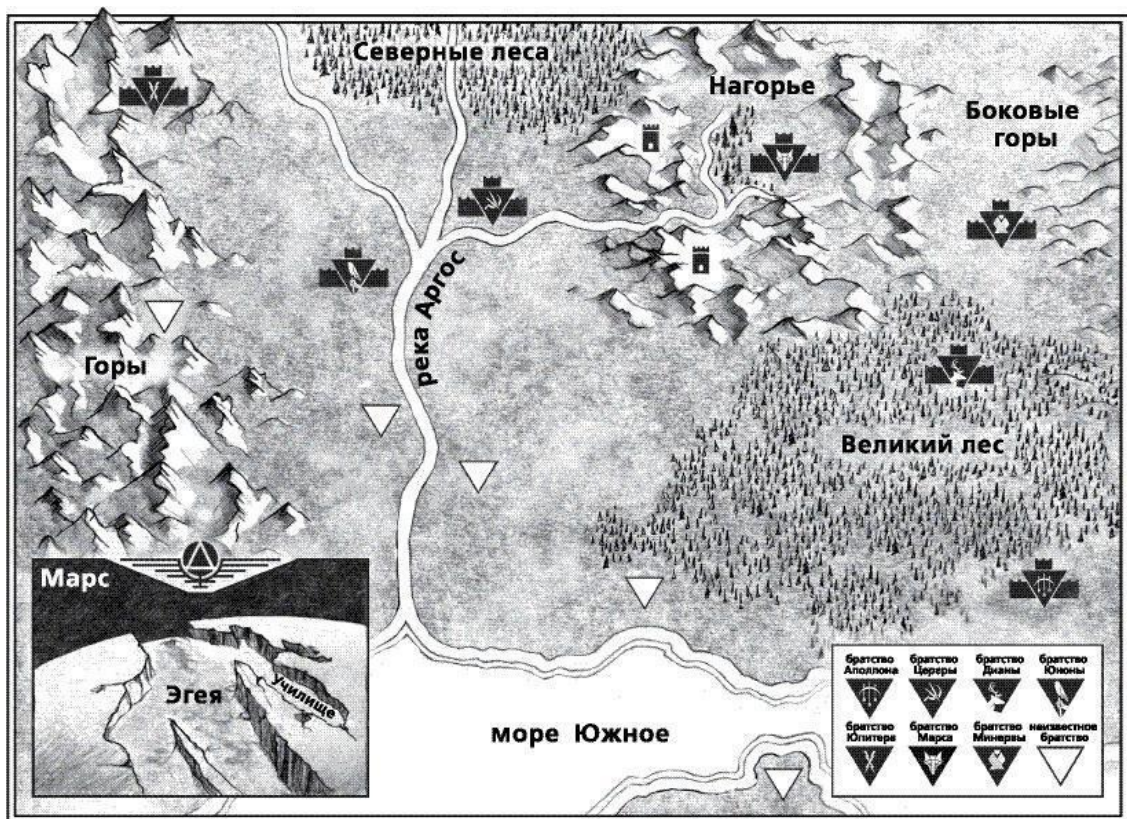 Северные леса
Нагорье
Боковые
горы
река Аргос
Горы
Великий лес
Марс
Эгея
Училище
море Южное
братство
Аполлона
братство
Цереры
братство
Дианы
братство
Юноны
братство
Юпитера
братство
Марса
братство
Минервы
неизвестное
братство